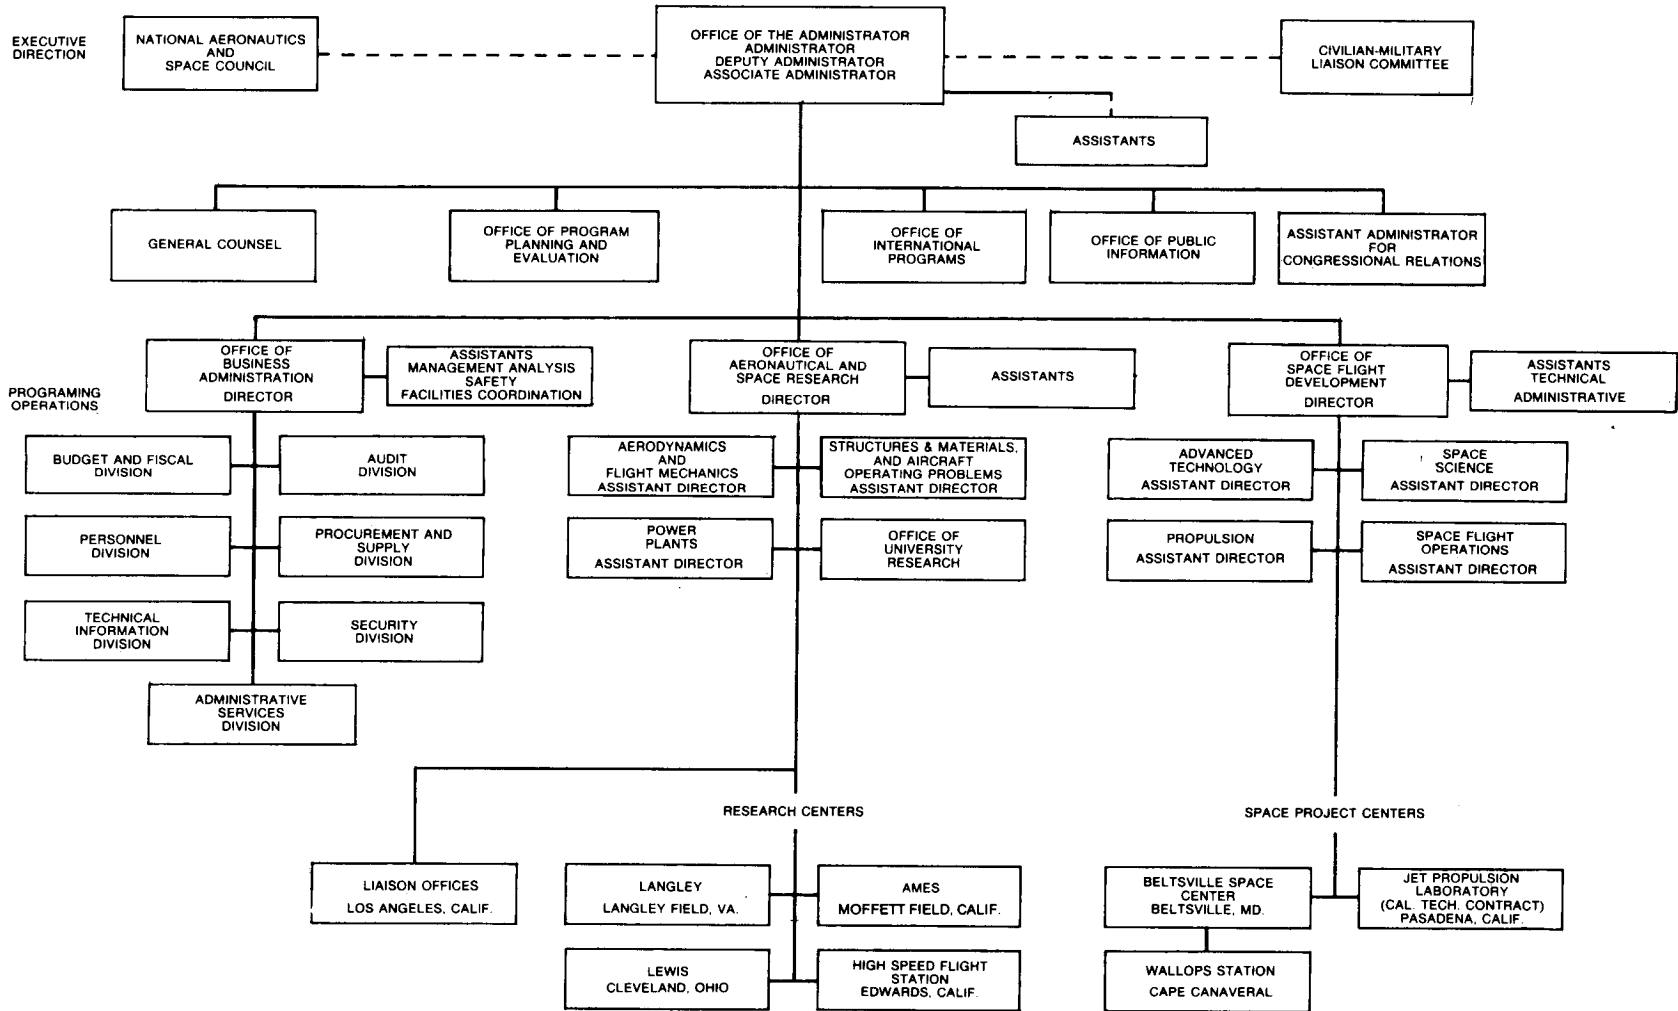 EXECUTIVE
DIRECTION
NATIONAL AERONAUTICS
AND
SPACE COUNCIL
OFFICE OF THE ADMINISTRATOR
ADMINISTRATOR
DEPUTY ADMINISTRATOR
ASSOCIATE ADMINISTRATOR
CIVILIAN-MILITARY
LIAISON COMMITTEE
ASSISTANTS
GENERAL COUNSEL
OFFICE OF PROGRAM
PLANNING AND
EVALUATION
OFFICE OF
INTERNATIONAL
PROGRAMS
OFFICE OF PUBLIC
INFORMATION
ASSISTANT ADMINISTRATOR
FOR
CONGRESSIONAL RELATIONS
PROGRAMING
OPERATIONS
OFFICE OF
BUSINESS
ADMINISTRATION
DIRECTOR
ASSISTANTS
MANAGEMENT ANALYSIS
SAFETY
FACILITIES COORDINATION
OFFICE OF
AERONAUTICAL AND
SPACE RESEARCH
DIRECTOR
ASSISTANTS
OFFICE OF
SPACE FLIGHT
DEVELOPMENT
DIRECTOR
ASSISTANTS
TECHNICAL
ADMINISTRATIVE
BUDGET AND FISCAL
DIVISION
AUDIT
DIVISION
AERODYNAMICS
AND
FLIGHT MECHANICS
ASSISTANT DIRECTOR
STRUCTURES & MATERIALS,
AND AIRCRAFT
OPERATING PROBLEMS
ASSISTANT DIRECTOR
ADVANCED
TECHNOLOGY
ASSISTANT DIRECTOR
SPACE
SCIENCE
ASSISTANT DIRECTOR
PERSONNEL
DIVISION
PROCUREMENT AND
SUPPLY
DIVISION
POWER
PLANTS
ASSISTANT DIRECTOR
OFFICE OF
UNIVERSITY
RESEARCH
PROPULSION
ASSISTANT DIRECTOR
SPACE FLIGHT
OPERATIONS
ASSISTANT DIRECTOR
TECHNICAL
INFORMATION
DIVISION
SECURITY
DIVISION
ADMINISTRATIVE
SERVICES
DIVISION
RESEARCH CENTERS
SPACE PROJECT CENTERS
LIAISON OFFICES
LOS ANGELES, CALIF.
LANGLEY
LANGLEY FIELD, VA.
AMES
MOFFETT FIELD, CALIF.
BELTSVILLE SPACE
CENTER
BELTSVILLE, MD.
JET PROPULSION
LABORATORY
(CAL. TECH. CONTRACT)
PASADENA, CALIF.
LEWIS
CLEVELAND, OHIO
HIGH SPEED FLIGHT
STATION
EDWARDS, CALIF.
WALLOPS STATION
CAPE CANAVERAL